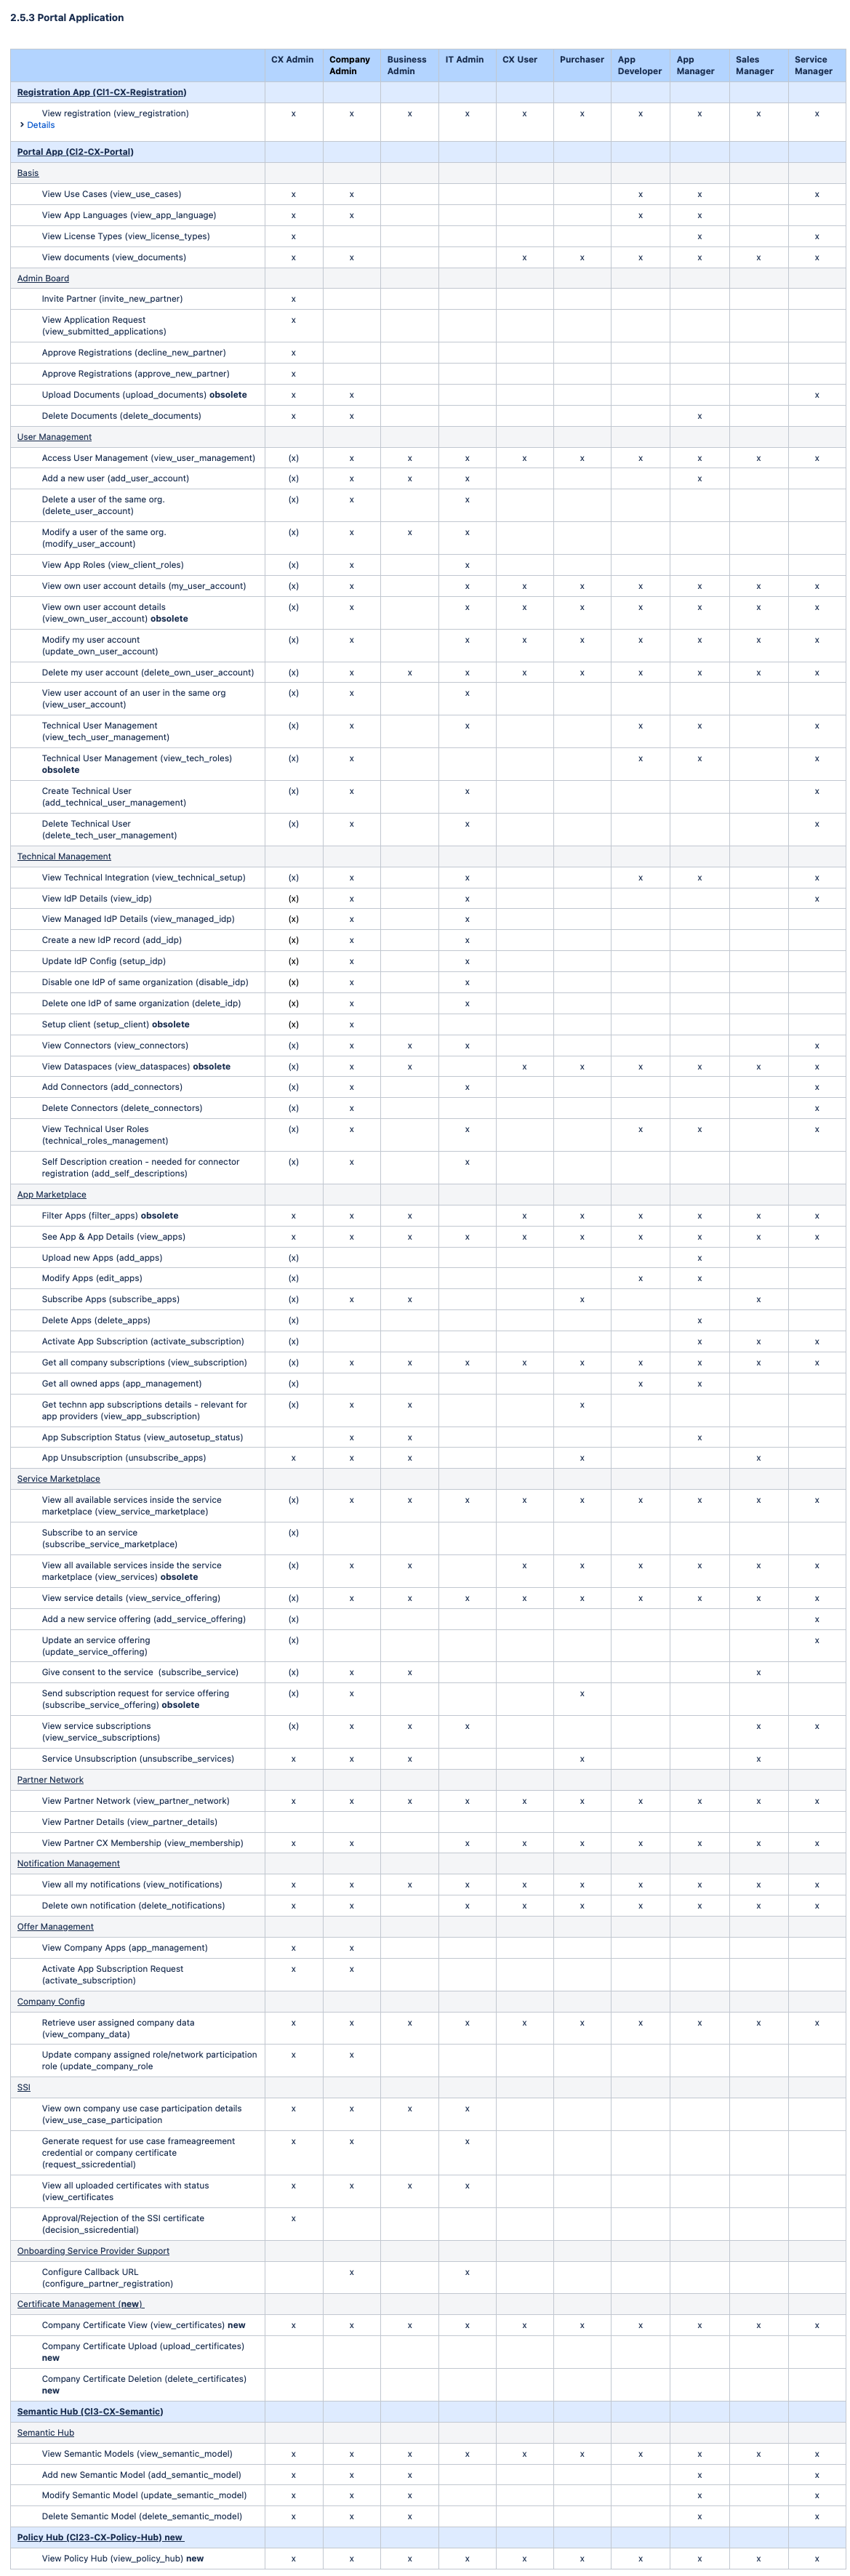 2.5.3 Portal Application
CX Admin Company Business IT Admin CX User Purchaser App App Sales Service
Admin Admin Developer Manager Manager Manager
Registration App (Cl1-CX-Registration)
View registration (view_registration) x x x x x x x x x x
Details
Portal App (Cl2-CX-Portal)
Basis
View Use Cases (view_use_cases) x x x x x
View App Languages (view_app_language) x x x x
View License Types (view_license_types) x x x
View documents (view_documents) x x x x x x x x
Admin Board
Invite Partner (invite_new_partner) x
View Application Request x
(view_submitted_applications)
Approve Registrations (decline_new_partner) x
Approve Registrations (approve_new_partner) x
Upload Documents (upload_documents) obsolete x x x
Delete Documents (delete_documents) x x x
User Management
Access User Management (view_user_management) (x) x x x x x x x x x
Add a new user (add_user_account) (x) x x x x
Delete a user of the same org. (x) x x
(delete_user_account)
Modify a user of the same org. (x) x x x
(modify_user_account)
View App Roles (view_client_roles) (x) x x
View own user account details (my_user_account) (x) x x x x x x x x
View own user account details (x) x x x x x x x x
(view_own_user_account) obsolete
Modify my user account (x) x x x x x x x x
(update_own_user_account)
Delete my user account (delete_own_user_account) (x) x x x x x x x x x
View user account of an user in the same org (x) x x
(view_user_account)
Technical User Management (x) x x x x x
(view_tech_user_management)
Technical User Management (view_tech_roles) (x) x x x x
obsolete
Create Technical User (x) x x x
(add_technical_user_management)
Delete Technical User (x) x x x
(delete_tech_user_management)
Technical Management
View Technical Integration (view_technical_setup) (x) x x x x x
View IdP Details (view_idp) (x) x x x
View Managed IdP Details (view_managed_idp) (x) x x
Create a new IdP record (add_idp) (x) x x
Update IdP Config (setup_idp) (x) x x
Disable one IdP of same organization (disable_idp) (x) x x
Delete one IdP of same organization (delete_idp) (x) x x
Setup client (setup_client) obsolete (x) x
View Connectors (view_connectors) (x) x x x x
View Dataspaces (view_dataspaces) obsolete (x) x x x x x x x x
Add Connectors (add_connectors) (x) x x x
Delete Connectors (delete_connectors) (x) x x
View Technical User Roles (x) x x x x x
(technical_roles_management)
Self Description creation - needed for connector (x) x x
registration (add_self_descriptions)
App Marketplace
Filter Apps (filter_apps) obsolete x x x x x x x x x
See App & App Details (view_apps) x x x x x x x x x x
Upload new Apps (add_apps) (x) x
Modify Apps (edit_apps) (x) x x
Subscribe Apps (subscribe_apps) (x) x x x x
Delete Apps (delete_apps) (x) x
Activate App Subscription (activate_subscription) (x) x x x
Get all company subscriptions (view_subscription) (x) x x x x x x x x x
Get all owned apps (app_management) (x) x x
Get technn app subscriptions details - relevant for (x) x x x
app providers (view_app_subscription)
App Subscription Status (view_autosetup_status) x x x
App Unsubscription (unsubscribe_apps) x x x x x
Service Marketplace
View all available services inside the service (x) x x x x x x x x x
marketplace (view_service_marketplace)
Subscribe to an service (x)
(subscribe_service_marketplace)
View all available services inside the service (x) x x x x x x x x
marketplace (view_services) obsolete
View service details (view_service_offering) (x) x x x x x x x x x
Add a new service offering (add_service_offering) (x) x
Update an service offering (x) x
(update_service_offering)
Give consent to the service (subscribe_service) (x) x x x
Send subscription request for service offering (x) x x
(subscribe_service_offering) obsolete
View service subscriptions (x) x x x x x
(view_service_subscriptions)
Service Unsubscription (unsubscribe_services) x x x x x
Partner Network
View Partner Network (view_partner_network) x x x x x x x x x x
View Partner Details (view_partner_details)
View Partner CX Membership (view_membership) x x x x x x x x x
Notification Management
View all my notifications (view_notifications) x x x x x x x x x x
Delete own notification (delete_notifications) x x x x x x x x x
Offer Management
View Company Apps (app_management) x x
Activate App Subscription Request x x
(activate_subscription)
Company Config
Retrieve user assigned company data x x x x x x x x x x
(view_company_data)
Update company assigned role/network participation x x
role (update_company_role
SSI
View own company use case participation details x x x x
(view_use_case_participation
Generate request for use case frameagreement x x x
credential or company certificate
(request_ssicredential)
View all uploaded certificates with status x x x x
(view_certificates
Approval/Rejection of the SSI certificate x
(decision_ssicredential)
Onboarding Service Provider Support
Configure Callback URL x x
(configure_partner_registration)
Certificate Management (new)
Company Certificate View (view_certificates) new x x x x x x x x x x
Company Certificate Upload (upload_certificates)
new
Company Certificate Deletion (delete_certificates)
new
Semantic Hub (Cl3-CX-Semantic)
Semantic Hub
View Semantic Models (view_semantic_model) x x x x x x x x x x
Add new Semantic Model (add_semantic_model) x x x x x
Modify Semantic Model (update_semantic_model) x x x x x
Delete Semantic Model (delete_semantic_model) x x x x x
Policy Hub (Cl23-CX-Policy-Hub) new
View Policy Hub (view_policy_hub) new x x x x x x x x x x